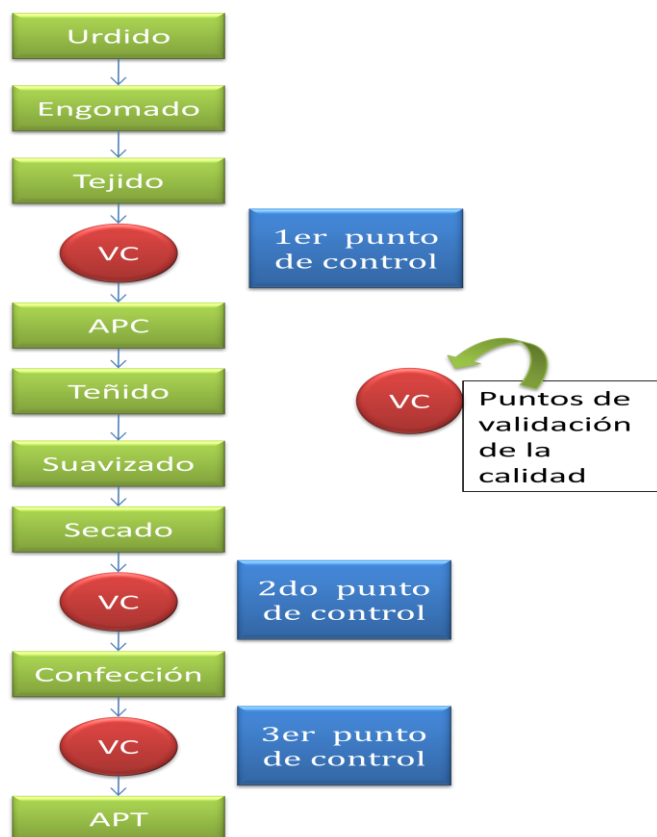 Urdido
Engomado
Tejido
VC
1er punto
de control
APC
Teñido
VC
Puntos de
validación
de la
calidad
Suavizado
Secado
VC
2do punto
de control
Confección
VC
3er punto
de control
APT